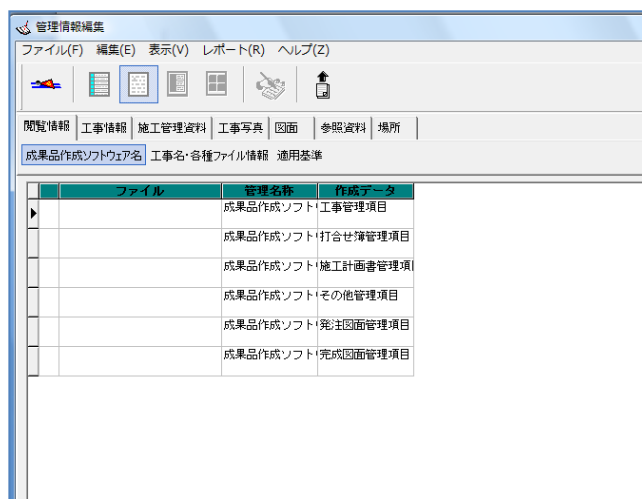 管理情報編集
ファイル(F) 編集(E) 表示(V) レポート(R) ヘルプ(Z)
閲覧情報 工事情報 施工管理資料 工事写真 図面 参照資料 場所
成果品作成ソフトウェア名 工事名・各種ファイル情報 適用基準
ファイル 管理名称 作成データ
成果品作成ソフト 工事管理項目
成果品作成ソフト 打合せ簿管理項目
成果品作成ソフト 施工計画書管理項
成果品作成ソフト その他管理項目
成果品作成ソフト 発注図面管理項目
成果品作成ソフト 完成図面管理項目